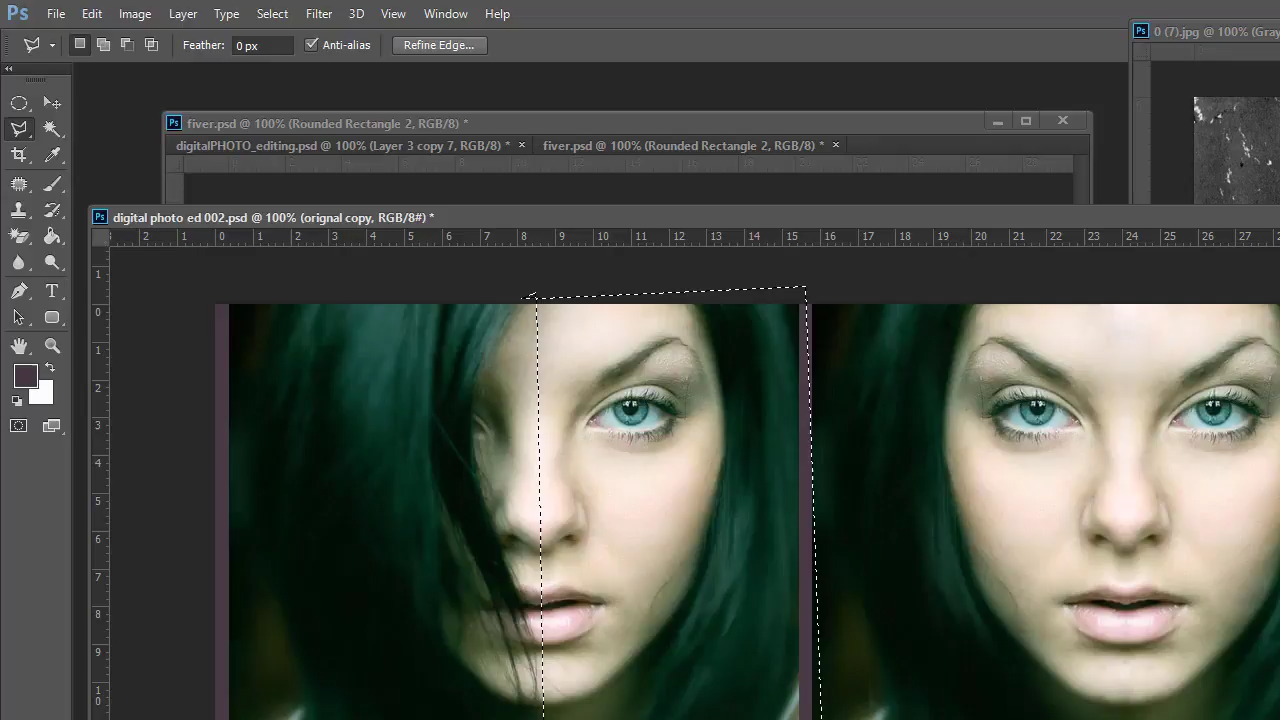 Ps File Edit Image Layer Type Select Filter 3D View Window Help
Feather: 0 px Anti-alias Refine Edge...
Ps 0 (7).jpg @ 100% (Gray
Ps fiver.psd @ 100% (Rounded Rectangle 2, RGB/8) *
digitalPHOTO_editing.psd @ 100% (Layer 3 copy 7, RGB/8) * × fiver.psd @ 100% (Rounded Rectangle 2, RGB/8) * ×
Ps digital photo ed 002.psd @ 100% (orignal copy, RGB/8#) *
2 1 0 1 2 3 4 5 6 7 8 9 10 11 12 13 14 15 16 17 18 19 20 21 22 23 24 25 26 27 28
1
0
1
2
3
4
5
6
7
8
9
10
T